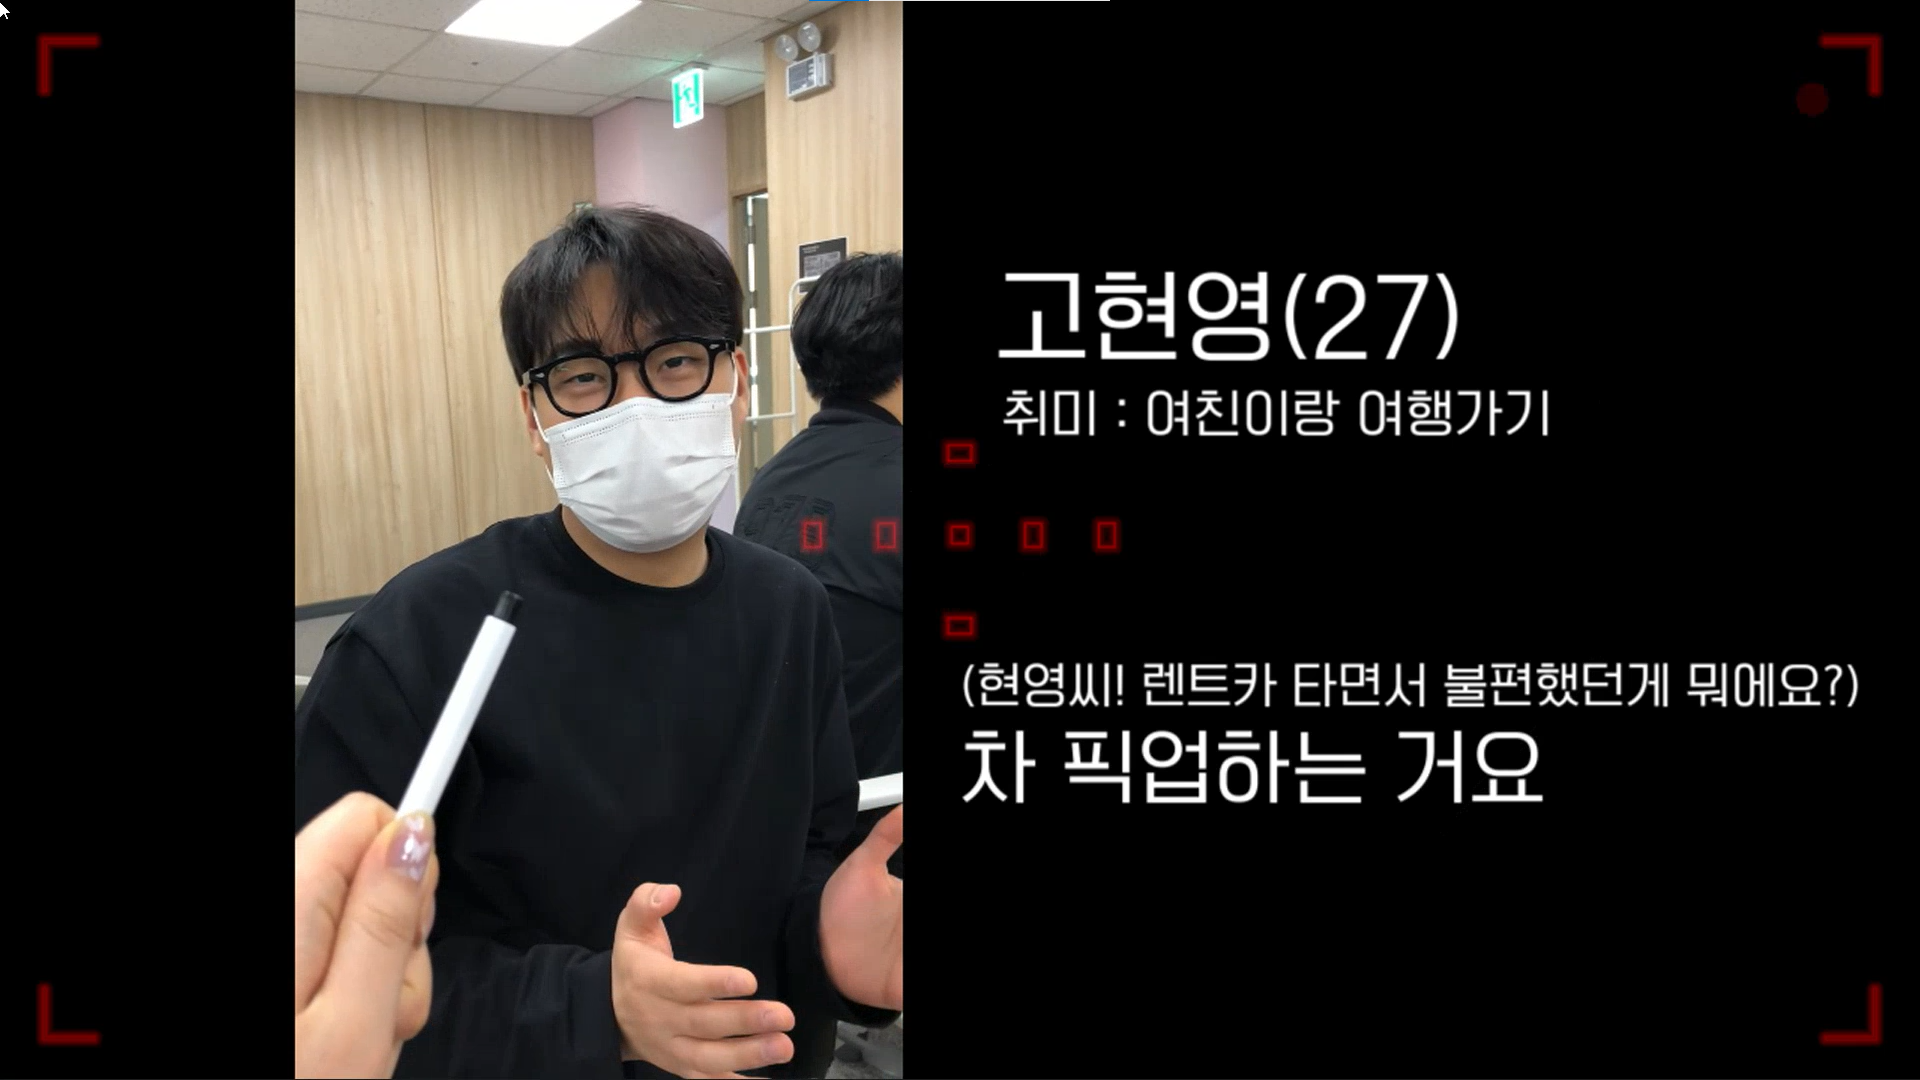 고현영(27)
취미 : 여친이랑 여행가기
(현영씨! 렌트카 타면서 불편했던게 뭐에요?)
차 픽업하는 거요